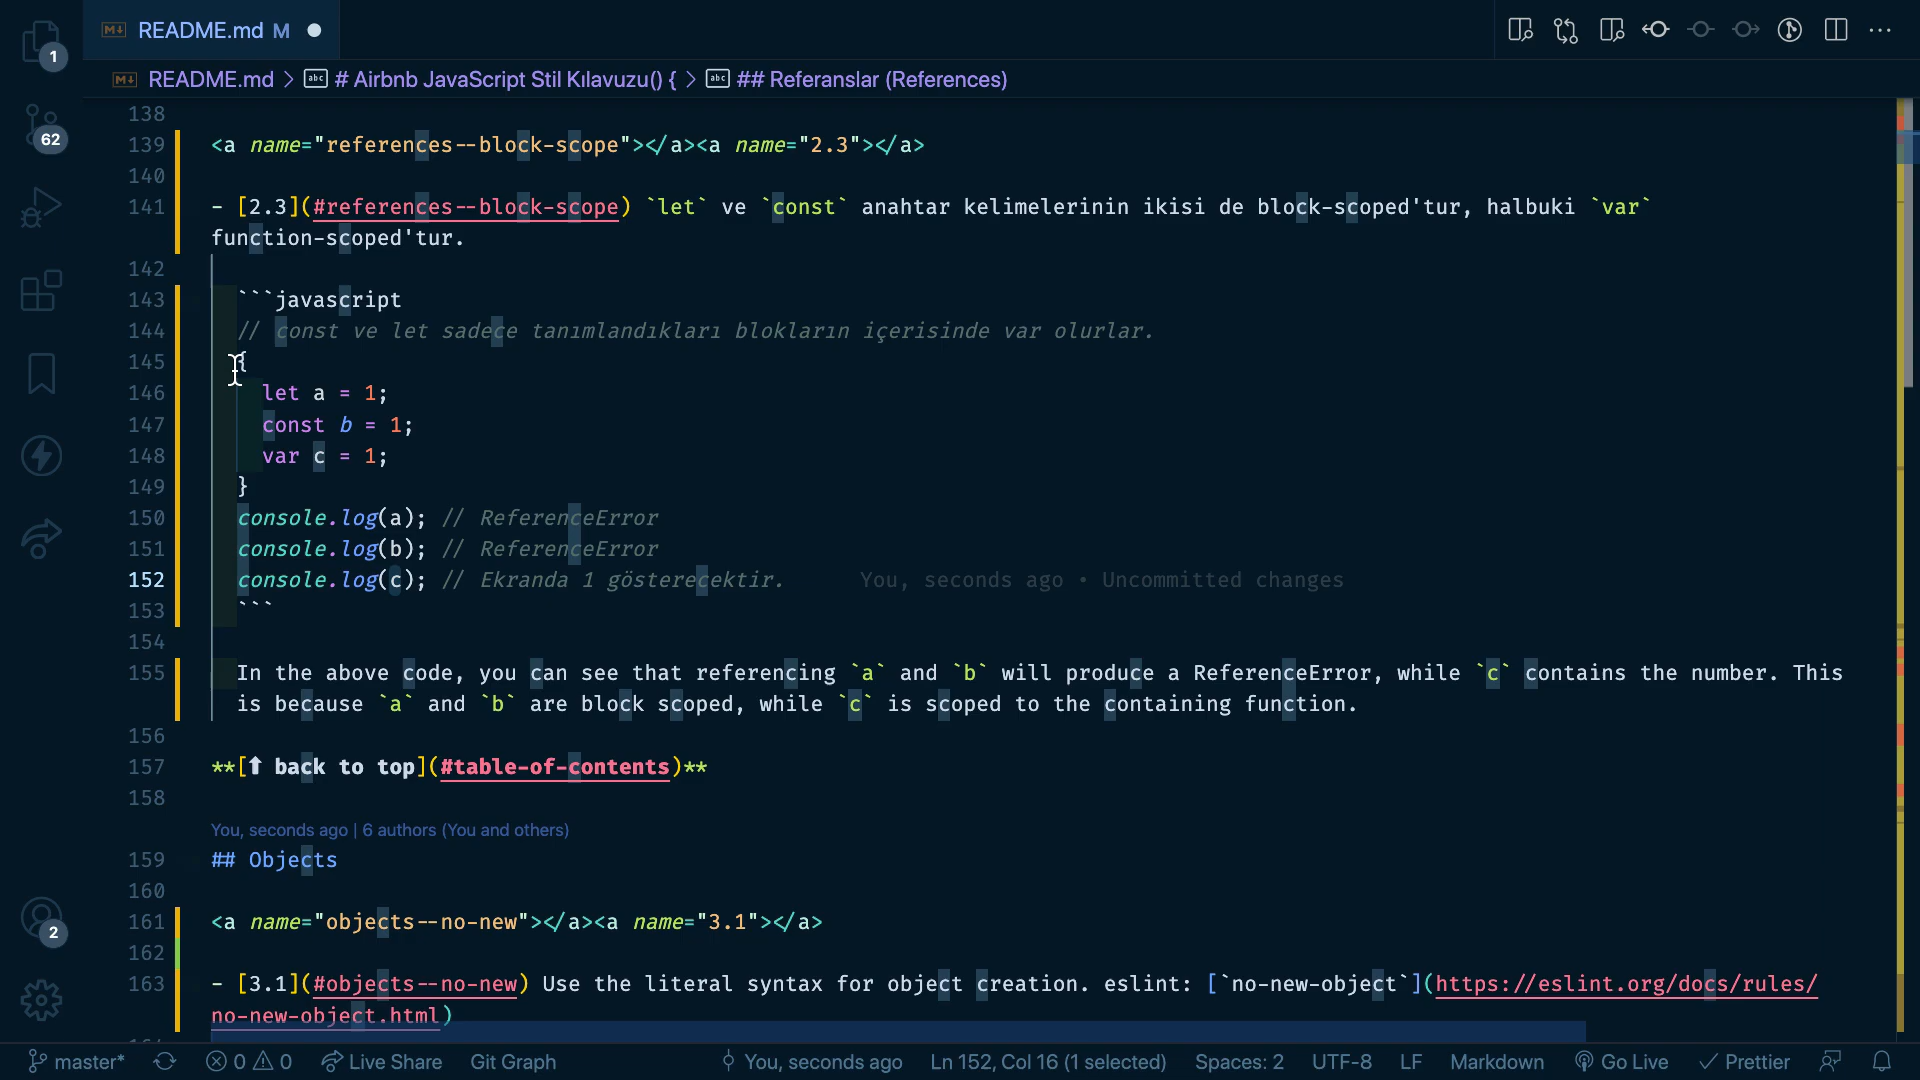 1
62
2
README.md M
README.md > # Airbnb JavaScript Stil Kılavuzu() { > ## Referanslar (References)
138
139 <a name="references--block-scope"></a><a name="2.3"></a>
140
141 - [2.3](#references--block-scope) `let` ve `const` anahtar kelimelerinin ikisi de block-scoped'tur, halbuki `var`
function-scoped'tur.
142
143 ```javascript
144 // const ve let sadece tanımlandıkları blokların içerisinde var olurlar.
145 {
146 let a = 1;
147 const b = 1;
148 var c = 1;
149 }
150 console.log(a); // ReferenceError
151 console.log(b); // ReferenceError
152 console.log(c); // Ekranda 1 gösterecektir. You, seconds ago • Uncommitted changes
153 ```
154
155 In the above code, you can see that referencing `a` and `b` will produce a ReferenceError, while `c` contains the number. This
is because `a` and `b` are block scoped, while `c` is scoped to the containing function.
156
157 **[⬆ back to top](#table-of-contents)**
158
You, seconds ago | 6 authors (You and others)
159 ## Objects
160
161 <a name="objects--no-new"></a><a name="3.1"></a>
162
163 - [3.1](#objects--no-new) Use the literal syntax for object creation. eslint: [`no-new-object`](https://eslint.org/docs/rules/
no-new-object.html)
master* 0 0 Live Share Git Graph You, seconds ago Ln 152, Col 16 (1 selected) Spaces: 2 UTF-8 LF Markdown Go Live Prettier